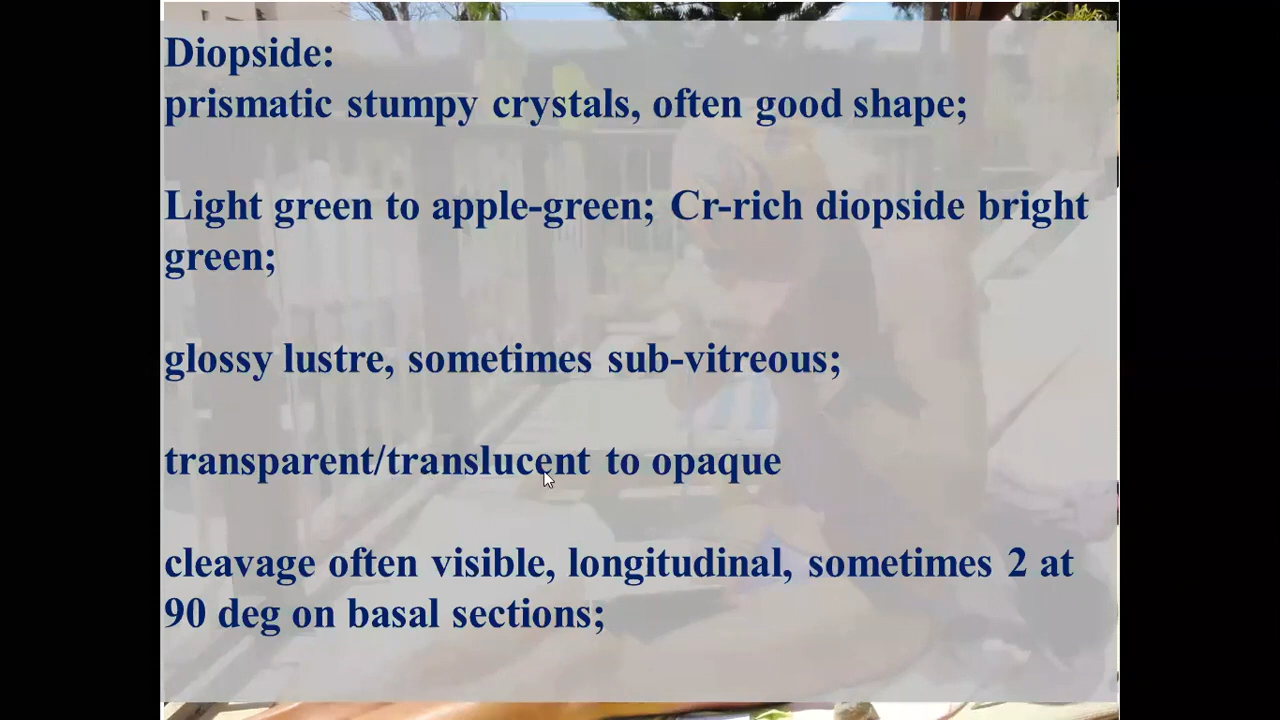 Diopside:
prismatic stumpy crystals, often good shape;
Light green to apple-green; Cr-rich diopside bright
green;
glossy lustre, sometimes sub-vitreous;
transparent/translucent to opaque
cleavage often visible, longitudinal, sometimes 2 at
90 deg on basal sections;